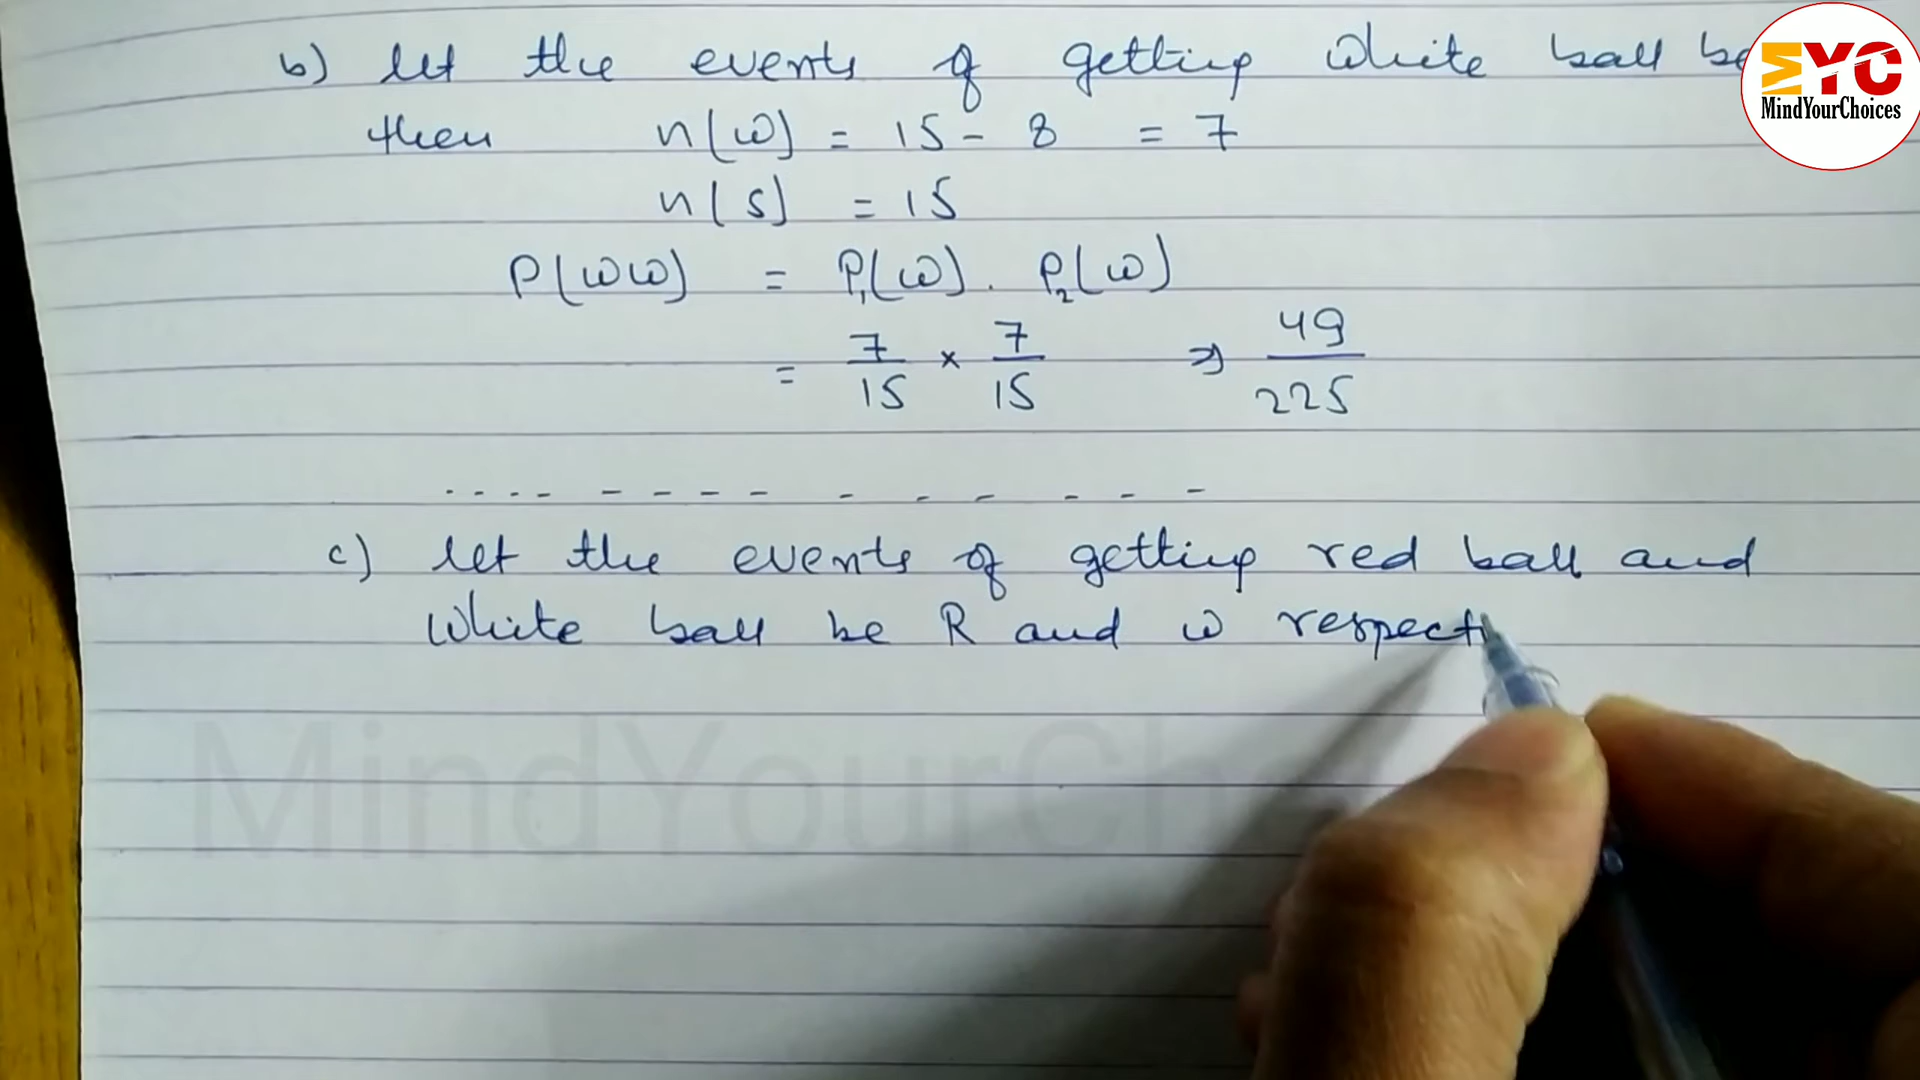 b) let the events of getting white ball be
MYC
MindYourChoices
then n(w) = 15 - 8 = 7
n(s) = 15
P(ww) = P₁(w) . P₂(w)
= 7/15 × 7/15 ⇒ 49/225
c) let the events of getting red ball and
white ball be R and w respecti
MindYourCh